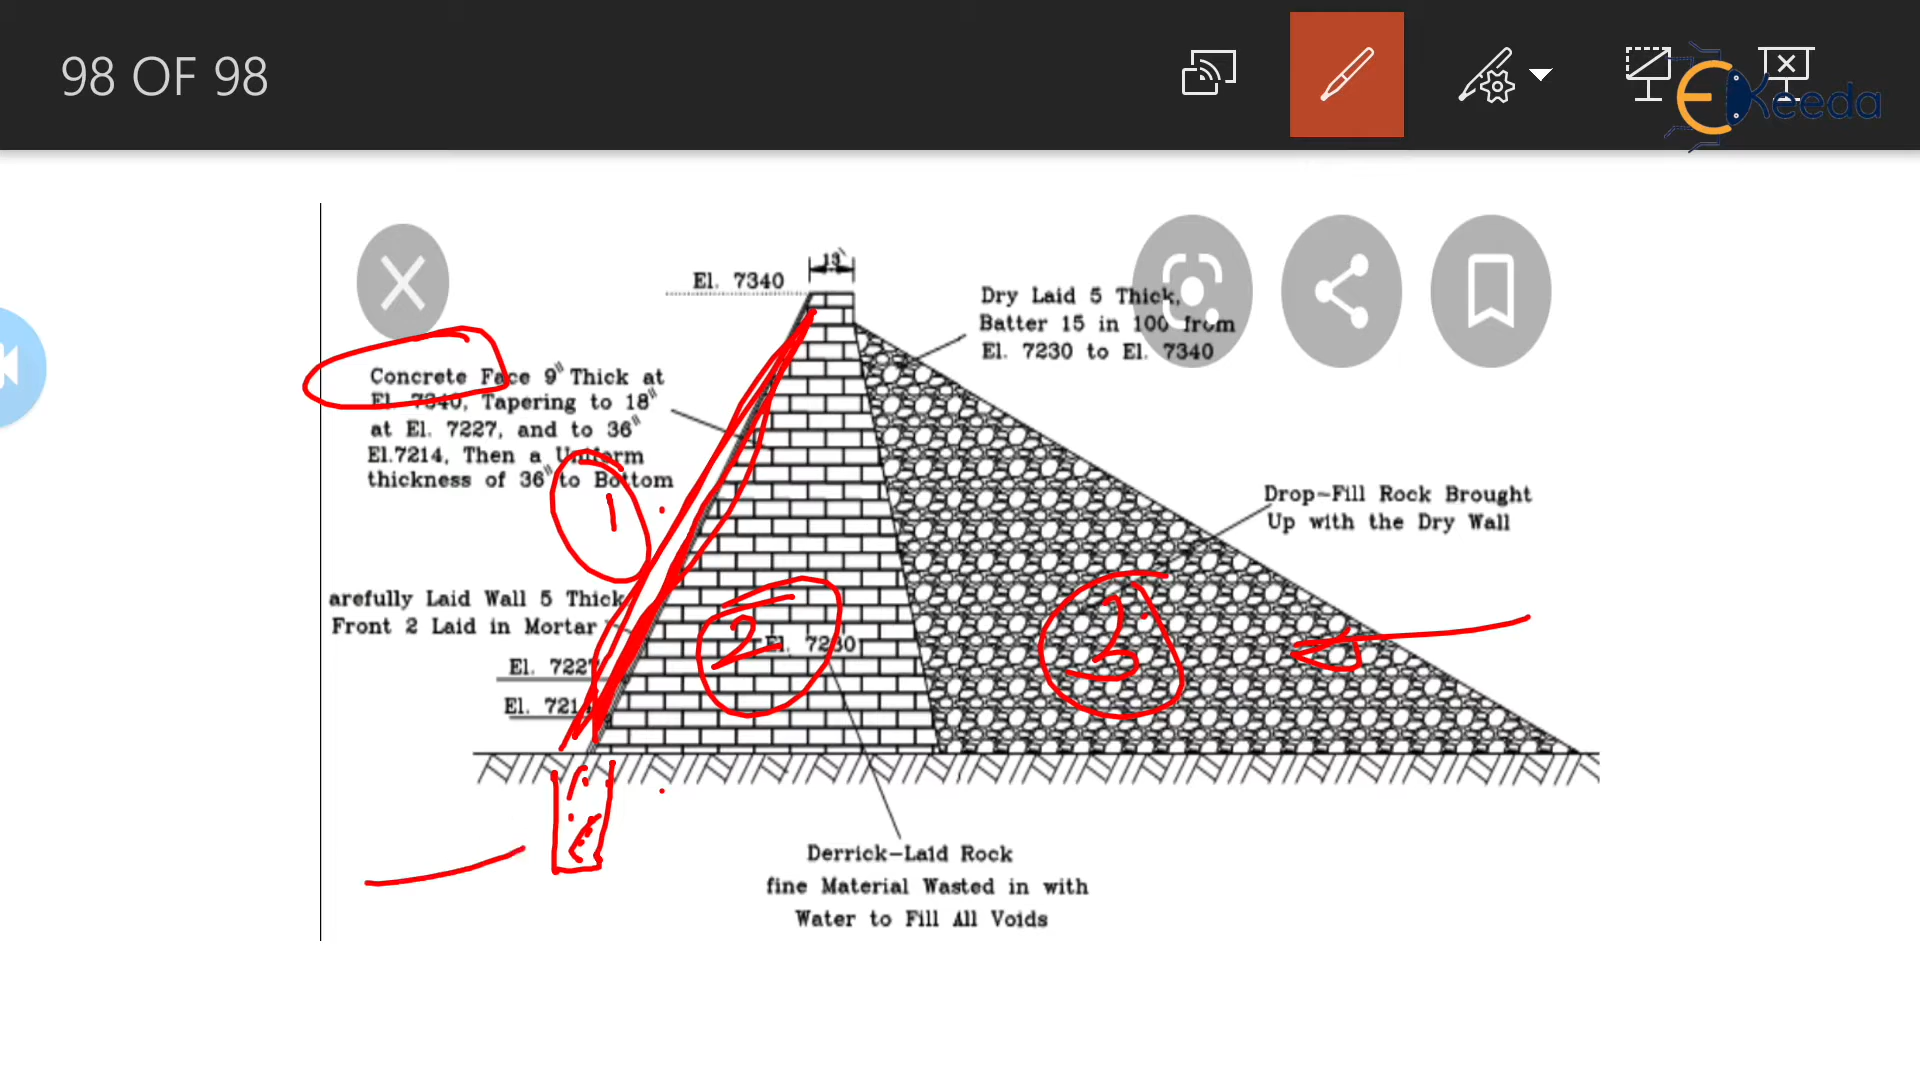 98 OF 98
EKeeda
13'
El. 7340
Dry Laid 5 Thick,
Batter 15 in 100 from
El. 7230 to El. 7340
Concrete Face 9" Thick at
El. 7340, Tapering to 18"
at El. 7227, and to 36"
El.7214, Then a Uniform
thickness of 36" to Bottom
1
Drop-Fill Rock Brought
Up with the Dry Wall
arefully Laid Wall 5 Thick
Front 2 Laid in Mortar
2
El. 7230
3
El. 7227
El. 721
Derrick-Laid Rock
fine Material Wasted in with
Water to Fill All Voids